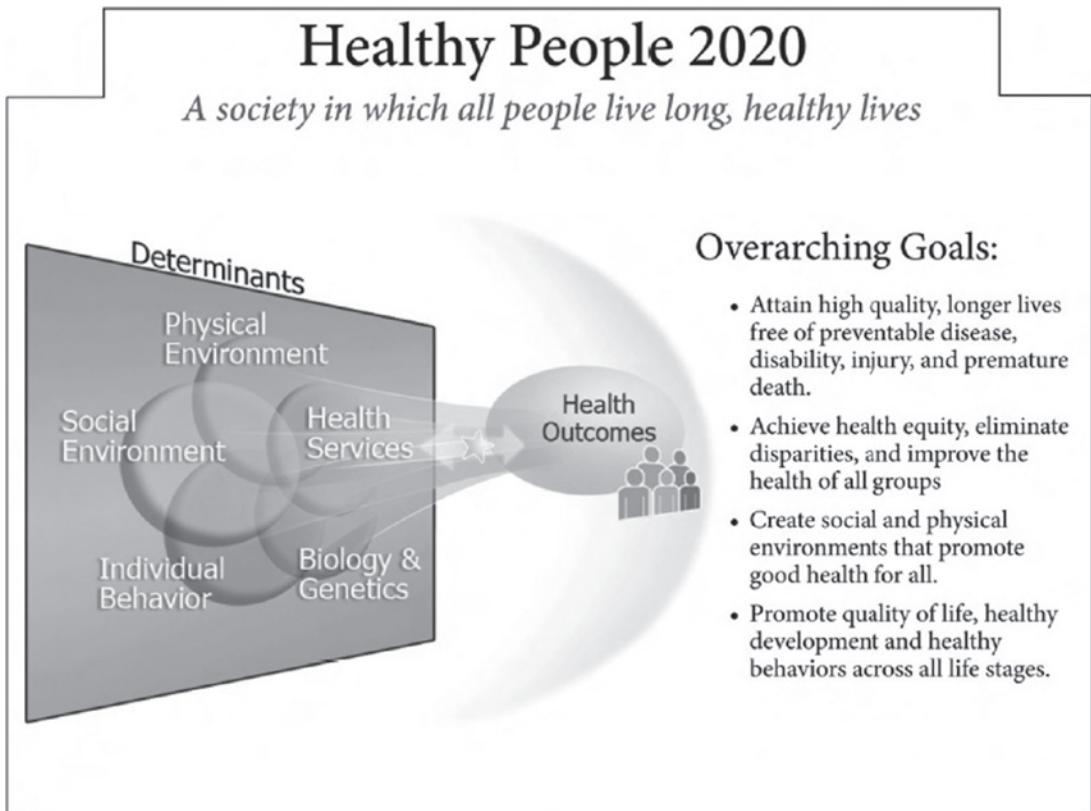 Healthy People 2020
A society in which all people live long, healthy lives
Determinants
Physical
Environment
Social
Environment
Health
Services
Individual
Behavior
Biology &
Genetics
Health
Outcomes
Overarching Goals:
• Attain high quality, longer lives
free of preventable disease,
disability, injury, and premature
death.
• Achieve health equity, eliminate
disparities, and improve the
health of all groups
• Create social and physical
environments that promote
good health for all.
• Promote quality of life, healthy
development and healthy
behaviors across all life stages.